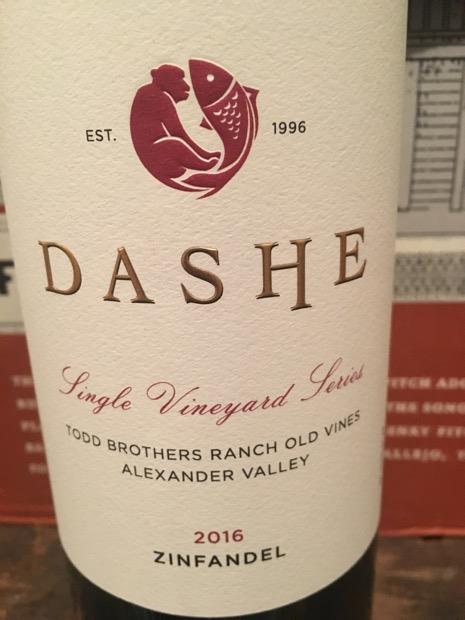 EST.
1996
DASHE
Single Vineyard Series
TODD BROTHERS RANCH OLD VINES
ALEXANDER VALLEY
2016
ZINFANDEL